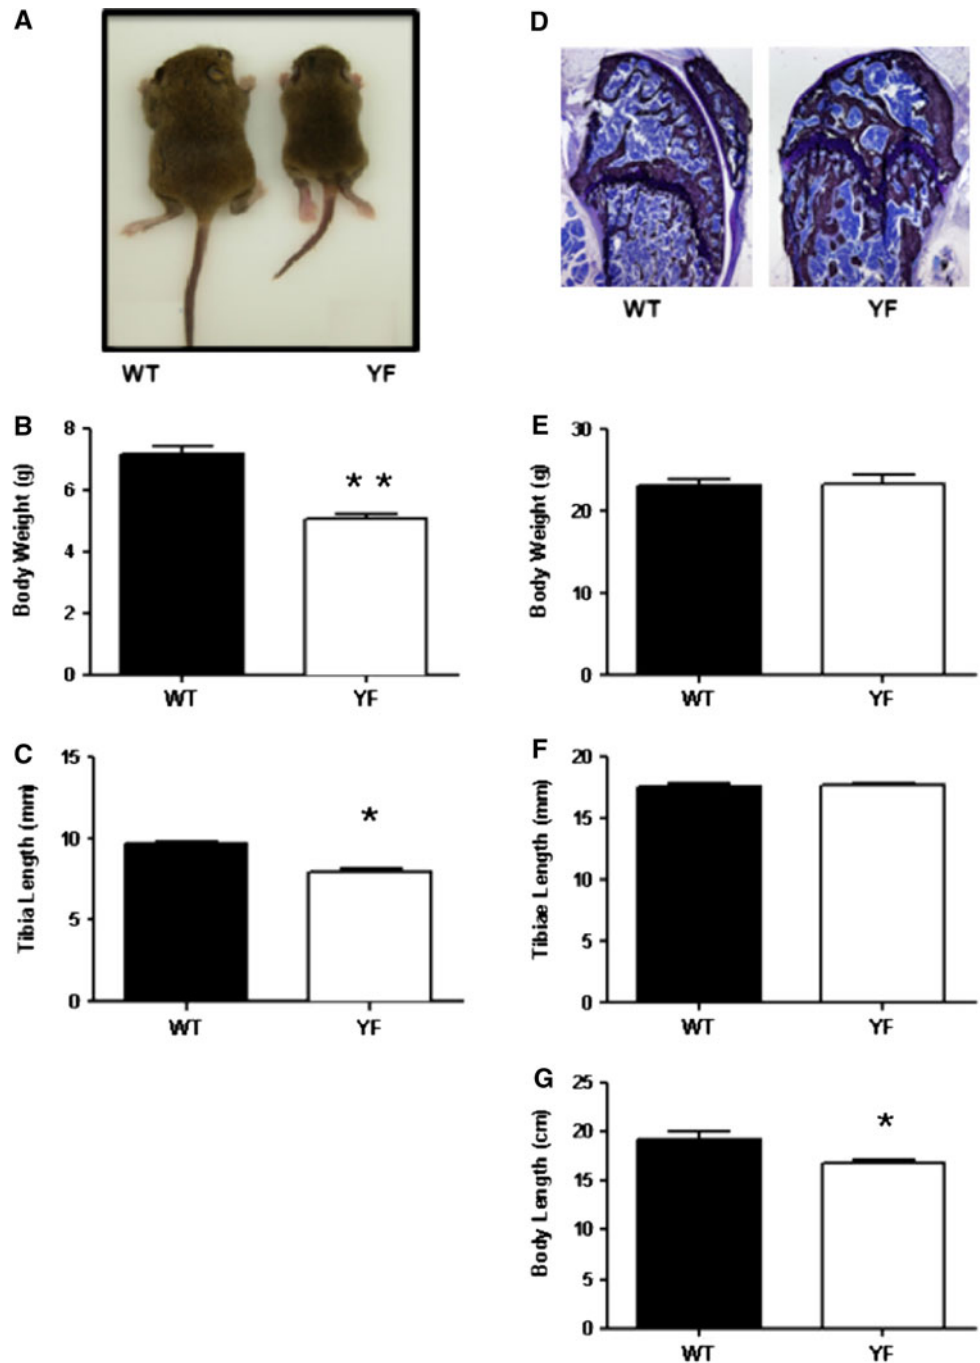 A
WT
YF
D
WT
YF
B
Body Weight (g)
8
6
4
2
0
* *
WT
YF
E
Body Weight (g)
30
20
10
0
WT
YF
C
Tibia Length (mm)
15
10
5
0
*
WT
YF
F
Tibiae Length (mm)
20
15
10
5
0
WT
YF
G
Body Length (cm)
25
20
15
10
5
0
*
WT
YF